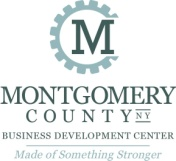 M
MONTGOMERY
COUNTY NY
BUSINESS DEVELOPMENT CENTER
Made of Something Stronger